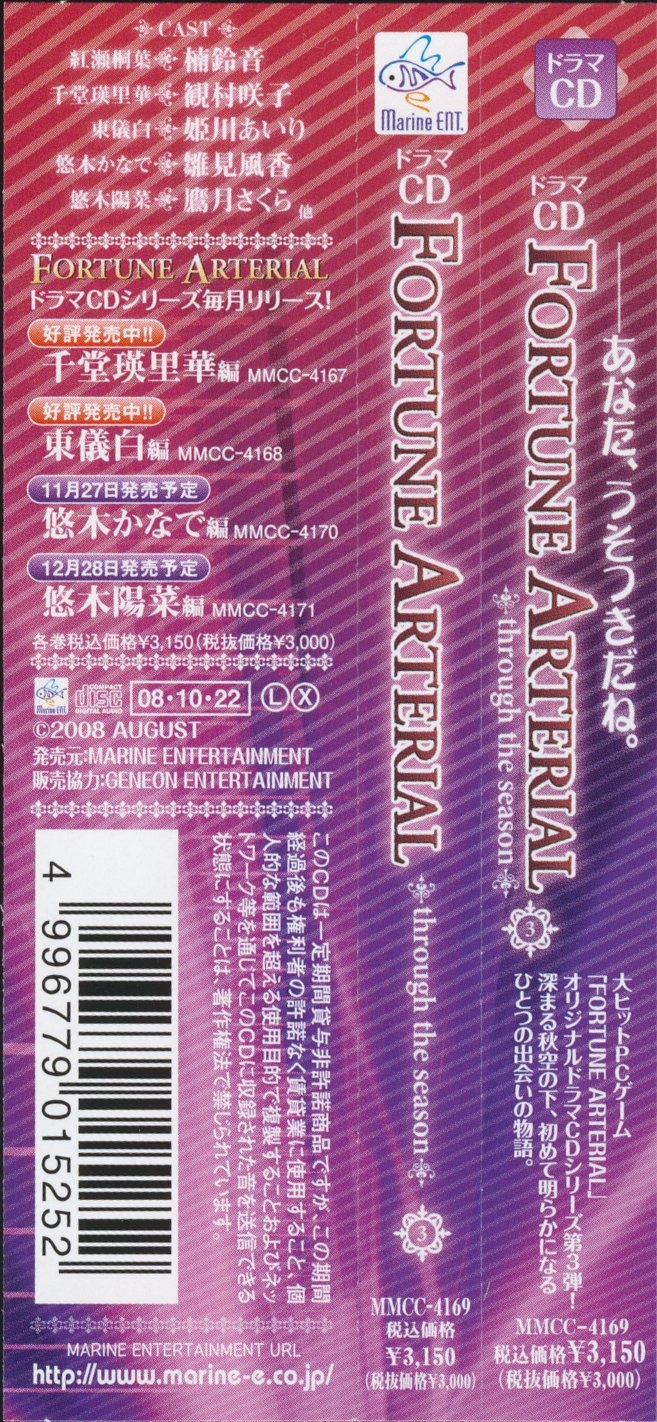 CAST
紅瀬桐葉 楠鈴音
千堂瑛里華 観村咲子
東儀白 姫川あいり
悠木かなで 雛見風香
悠木陽菜 鷹月さくら 他
FORTUNE ARTERIAL
ドラマCDシリーズ毎月リリース!
好評発売中!!
千堂瑛里華編 MMCC-4167
好評発売中!!
東儀白編 MMCC-4168
11月27日発売予定
悠木かなで編 MMCC-4170
12月28日発売予定
悠木陽菜編 MMCC-4171
各巻税込価格¥3,150(税抜価格¥3,000)
Marine ENT.
COMPACT
disc
DIGITAL AUDIO
08・10・22 L X
©2008 AUGUST
発売元:MARINE ENTERTAINMENT
販売協力:GENEON ENTERTAINMENT
このCDは一定期間貸与非許諾商品ですが、この期間
経過後も権利者の許諾なく賃貸業に使用すること、個
人的な範囲を超える使用目的で複製することおよびネッ
トワーク等を通じてこのCDに収録された音を送信できる
状態にすることは、著作権法で禁じられています。
4 996779 015252
MARINE ENTERTAINMENT URL
http://www.marine-e.co.jp/
Marine ENT.
ドラマ
CD
FORTUNE ARTERIAL
through the season
3
MMCC-4169
税込価格
¥3,150
(税抜価格¥3,000)
ドラマ
CD
――あなた、うそつきだね。
ドラマ
CD
FORTUNE ARTERIAL
through the season
3
大ヒットPCゲーム
「FORTUNE ARTERIAL」
オリジナルドラマCDシリーズ第3弾!
深まる秋空の下、初めて明らかになる
ひとつの出会いの物語。
MMCC-4169
税込価格¥3,150
(税抜価格¥3,000)